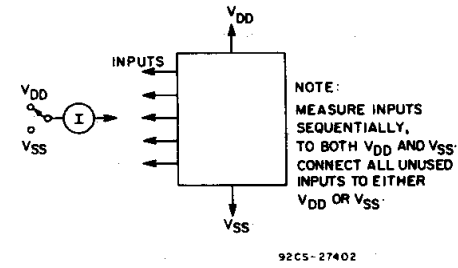 VDD
INPUTS
VDD
I
VSS
NOTE:
MEASURE INPUTS
SEQUENTIALLY,
TO BOTH VDD AND VSS.
CONNECT ALL UNUSED
INPUTS TO EITHER
VDD OR VSS.
VSS
92CS-27402